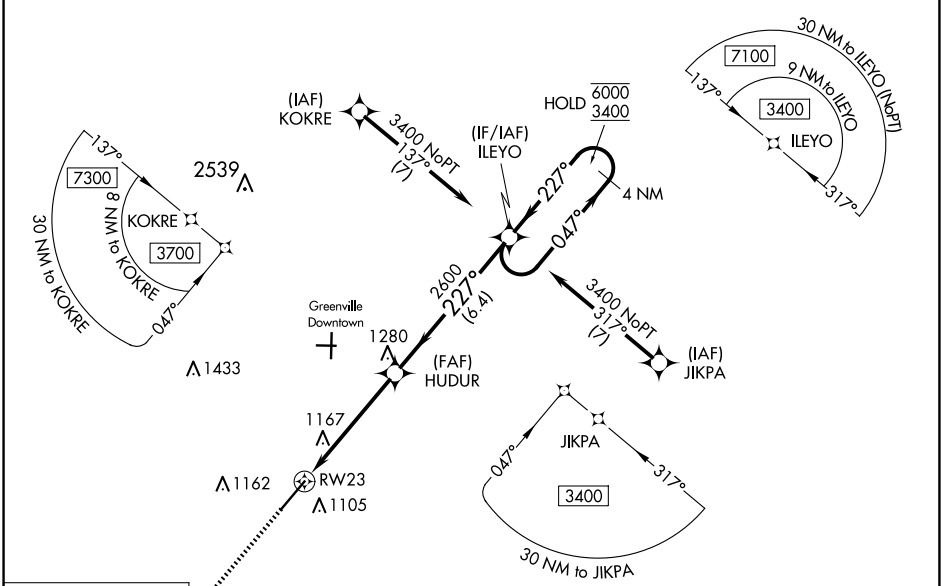 30 NM to ILEYO (NoPT)
7100
9 NM to ILEYO
137°
3400
ILEYO
317°
(IAF)
KOKRE
3400 NoPT
137°
(7)
HOLD 6000
3400
(IF/IAF)
ILEYO
227°
047°
4 NM
137°
7300
2539
8 NM to KOKRE
KOKRE
3700
30 NM to KOKRE
047°
2600
227°
(6.4)
3400 NoPT
317°
(7)
(IAF)
JIKPA
Greenville
Downtown
1280
(FAF)
HUDUR
1433
1167
1162
RW23
1105
JIKPA
047°
317°
3400
30 NM to JIKPA